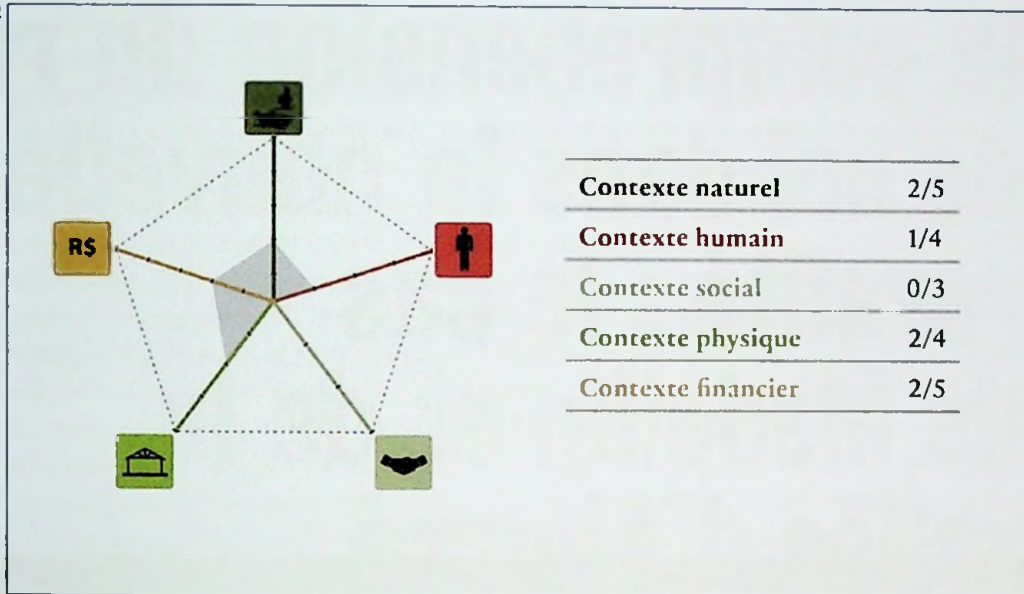 R$
Contexte naturel 2/5
Contexte humain 1/4
Contexte social 0/3
Contexte physique 2/4
Contexte financier 2/5